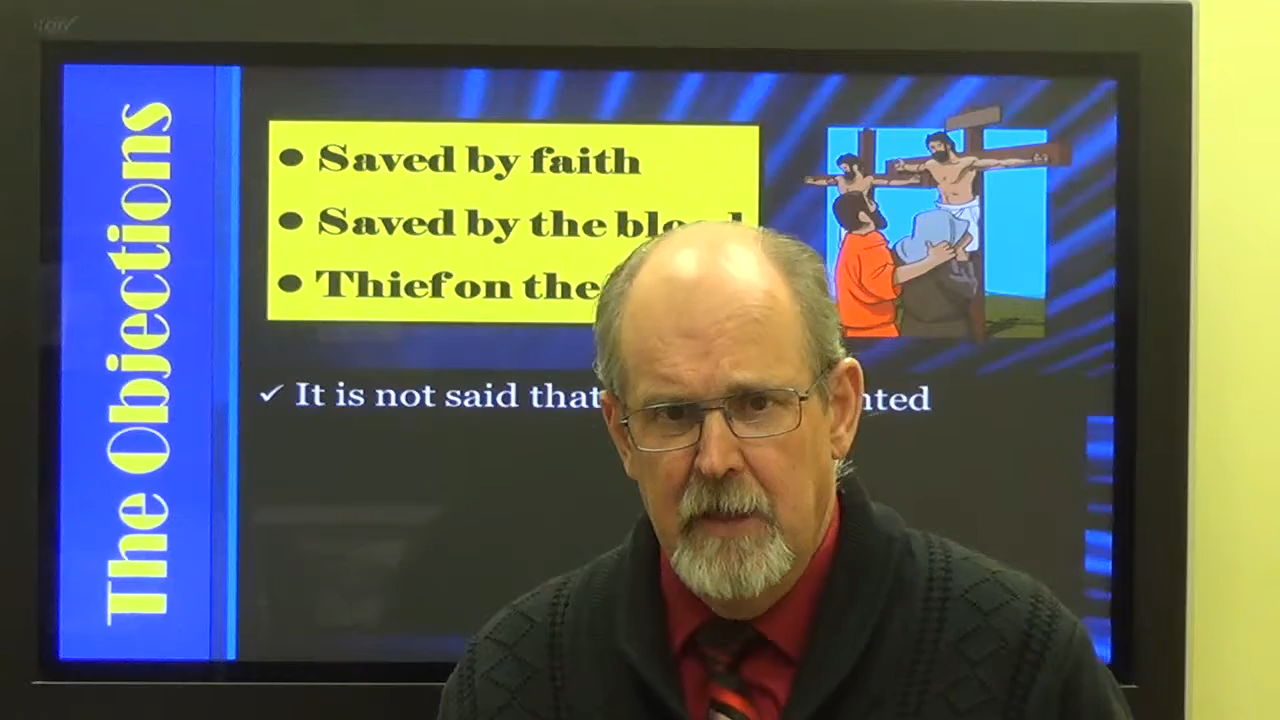 The Objections
• Saved by faith
• Saved by the
• Thief on the
✓ It is not said that